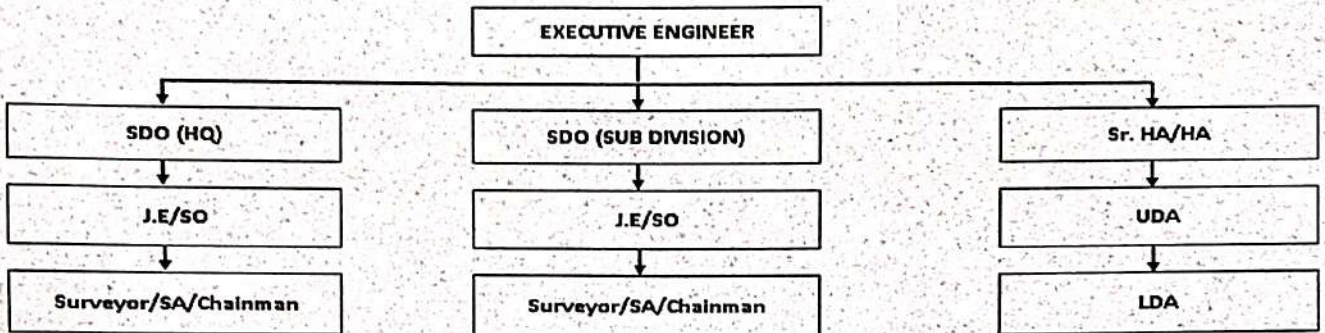 EXECUTIVE ENGINEER
SDO (HQ)
SDO (SUB DIVISION)
Sr. HA/HA
J.E/SO
J.E/SO
UDA
Surveyor/SA/Chainman
Surveyor/SA/Chainman
LDA